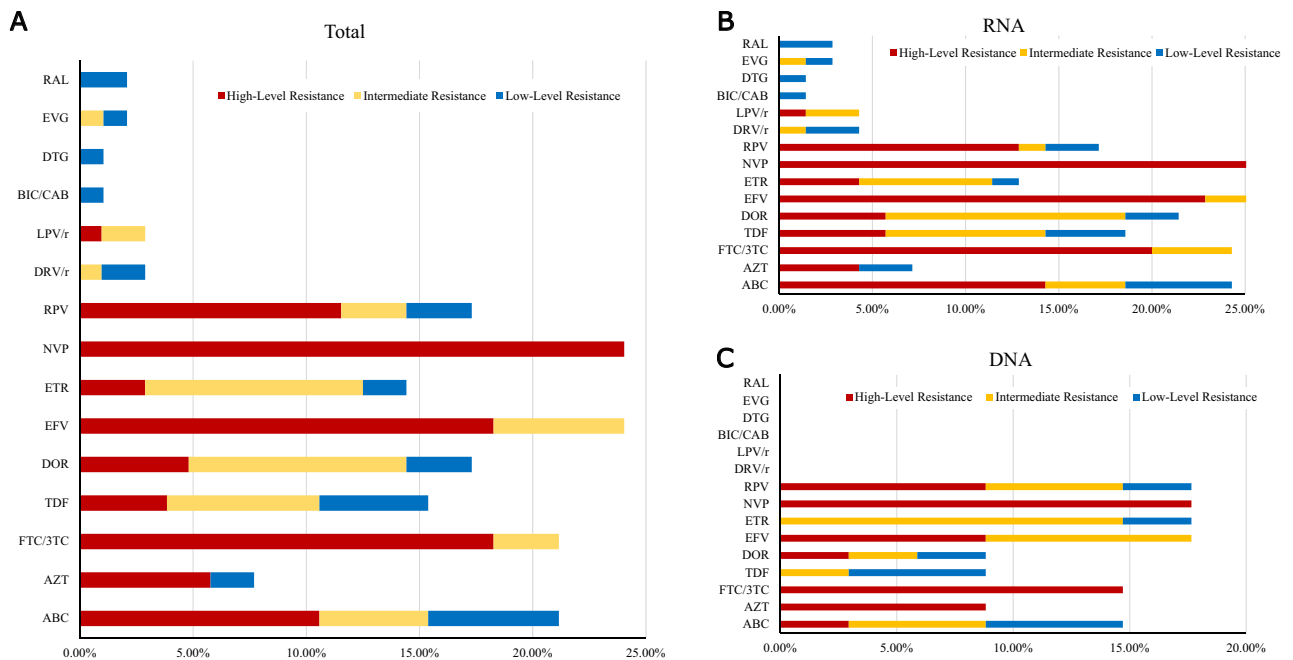 A
Total
High-Level Resistance Intermediate Resistance Low-Level Resistance
RAL
EVG
DTG
BIC/CAB
LPV/r
DRV/r
RPV
NVP
ETR
EFV
DOR
TDF
FTC/3TC
AZT
ABC
0.00% 5.00% 10.00% 15.00% 20.00% 25.00%
B
RNA
High-Level Resistance Intermediate Resistance Low-Level Resistance
RAL
EVG
DTG
BIC/CAB
LPV/r
DRV/r
RPV
NVP
ETR
EFV
DOR
TDF
FTC/3TC
AZT
ABC
0.00% 5.00% 10.00% 15.00% 20.00% 25.00%
C
DNA
High-Level Resistance Intermediate Resistance Low-Level Resistance
RAL
EVG
DTG
BIC/CAB
LPV/r
DRV/r
RPV
NVP
ETR
EFV
DOR
TDF
FTC/3TC
AZT
ABC
0.00% 5.00% 10.00% 15.00% 20.00%